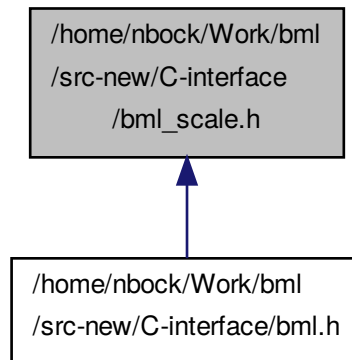 /home/nbock/Work/bml
/src-new/C-interface
/bml_scale.h
/home/nbock/Work/bml
/src-new/C-interface/bml.h